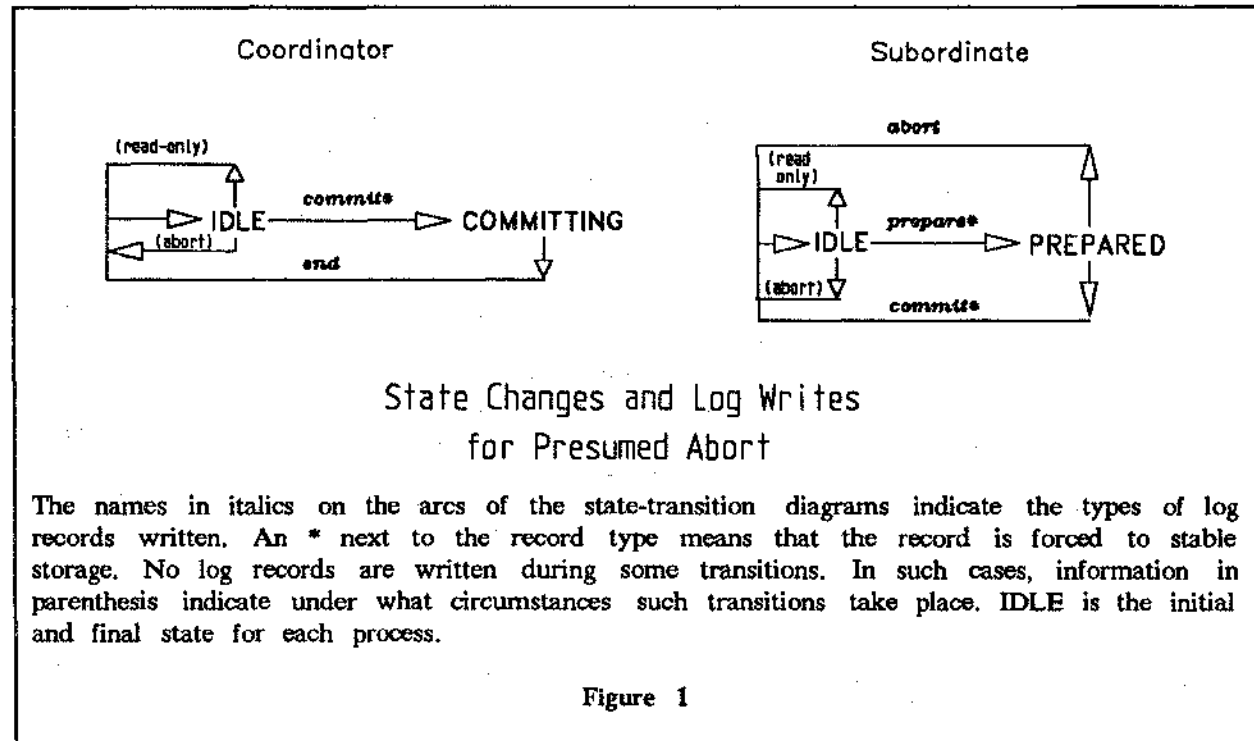 Coordinator
Subordinate
(read-only)
commit*
IDLE
COMMITTING
(abort)
end
abort
(read
only)
prepare*
IDLE
PREPARED
(abort)
commit*
State Changes and Log Writes
for Presumed Abort
The names in italics on the arcs of the state-transition diagrams indicate the types of log
records written. An * next to the record type means that the record is forced to stable
storage. No log records are written during some transitions. In such cases, information in
parenthesis indicate under what circumstances such transitions take place. IDLE is the initial
and final state for each process.
Figure 1